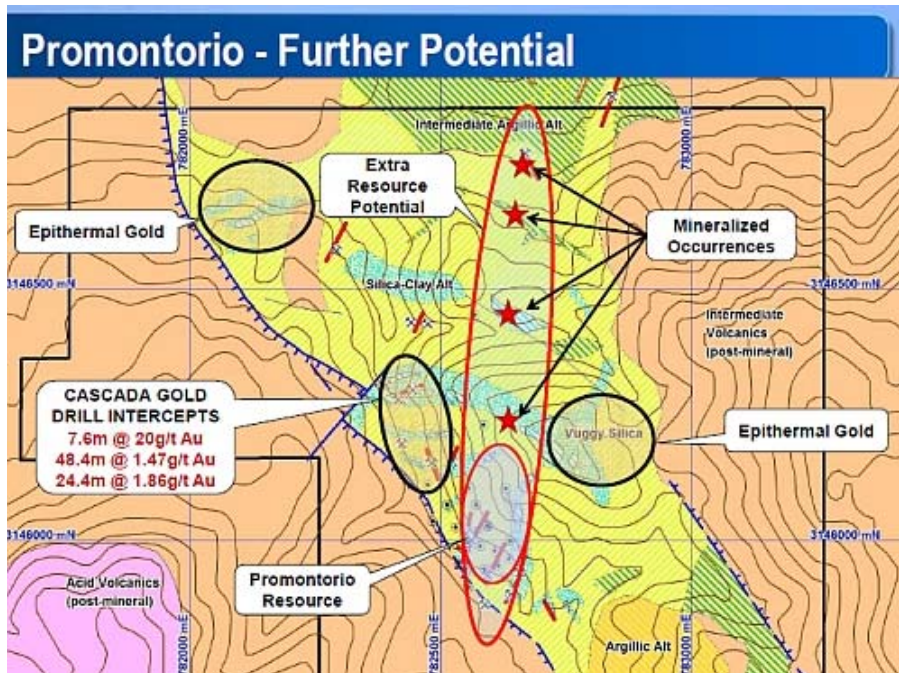 Promontorio - Further Potential
782000 mE
783000 mE
Intermediate Argillic Alt
Extra
Resource
Potential
Epithermal Gold
Mineralized
Occurrences
3146500 mN
Silica-Clay Alt
3146500 mN
Intermediate
Volcanics
(post-mineral)
CASCADA GOLD
DRILL INTERCEPTS
7.6m @ 20g/t Au
48.4m @ 1.47g/t Au
24.4m @ 1.86g/t Au
Vuggy Silica
Epithermal Gold
3146000 mN
3146000 mN
Acid Volcanics
(post-mineral)
Promontorio
Resource
Argillic Alt
782000 mE
782500 mE
783000 mE